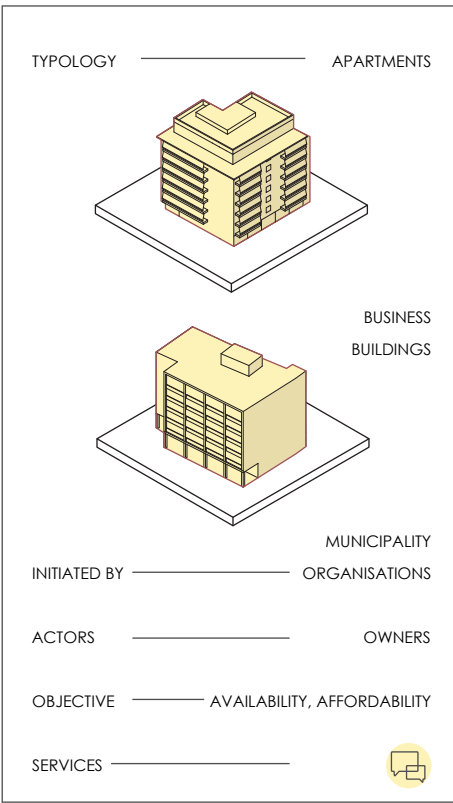 TYPOLOGY APARTMENTS
BUSINESS
BUILDINGS
MUNICIPALITY
INITIATED BY ORGANISATIONS
ACTORS OWNERS
OBJECTIVE AVAILABILITY, AFFORDABILITY
SERVICES